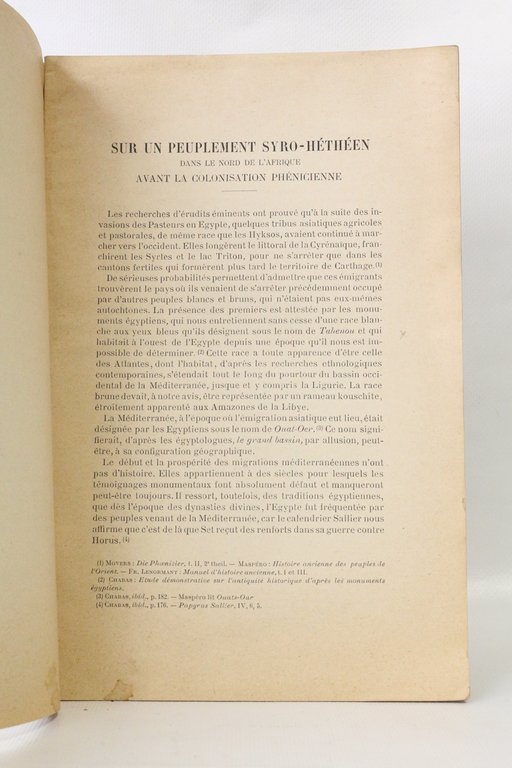 SUR UN PEUPLEMENT SYRO-HÉTHÉEN
DANS LE NORD DE L'AFRIQUE
AVANT LA COLONISATION PHÉNICIENNE
Les recherches d'érudits éminents ont prouvé qu'à la suite des in-
vasions des Pasteurs en Egypte, quelques tribus asiatiques agricoles
et pastorales, de même race que les Hyksos, avaient continué à mar-
cher vers l'occident. Elles longèrent le littoral de la Cyrénaïque, fran-
chirent les Syrtes et le lac Triton, pour ne s'arrêter que dans les
cantons fertiles qui formèrent plus tard le territoire de Carthage. (1)
De sérieuses probabilités permettent d'admettre que ces émigrants
trouvèrent le pays où ils venaient de s'arrêter précédemment occupé
par d'autres peuples blancs et bruns, qui n'étaient pas eux-mêmes
autochtones. La présence des premiers est attestée par les monu-
ments égyptiens, qui nous entretiennent sans cesse d'une race blan-
che aux yeux bleus qu'ils désignent sous le nom de Tahenou et qui
habitait à l'ouest de l'Egypte depuis une époque qu'il nous est im-
possible de déterminer. (2) Cette race a toute apparence d'être celle
des Atlantes, dont l'habitat, d'après les recherches ethnologiques
contemporaines, s'étendait tout le long du pourtour du bassin occi-
dental de la Méditerranée, jusque et y compris la Ligurie. La race
brune devait, à notre avis, être représentée par un rameau kouschite,
étroitement apparenté aux Amazones de la Libye.
La Méditerranée, à l'époque où l'émigration asiatique eut lieu, était
désignée par les Egyptiens sous le nom de Ouat-Oer. (3) Ce nom signi-
fierait, d'après les égyptologues, le grand bassin, par allusion, peut-
être, à sa configuration géographique.
Le début et la prospérité des migrations méditerranéennes n'ont
pas d'histoire. Elles appartiennent à des siècles pour lesquels les
témoignages monumentaux font absolument défaut et manqueront
peut-être toujours. Il ressort, toutefois, des traditions égyptiennes,
que dès l'époque des dynasties divines, l'Egypte fut fréquentée par
des peuples venant de la Méditerranée, car le calendrier Sallier nous
affirme que c'est de là que Set reçut des renforts dans sa guerre contre
Horus. (4)
(1) MOVERS : Die Phœnizier, t. II, 2e theil. — MASPÉRO : Histoire ancienne des peuples de
l'Orient. — FR. LENORMANT : Manuel d'histoire ancienne, t. I et III.
(2) CHABAS : Etude démonstrative sur l'antiquité historique d'après les monuments
égyptiens.
(3) CHABAS, ibid., p. 182. — Maspéro lit Ouats-Our
(4) CHABAS, ibid., p. 176. — Papyrus Sallier, IV, 6, 5.